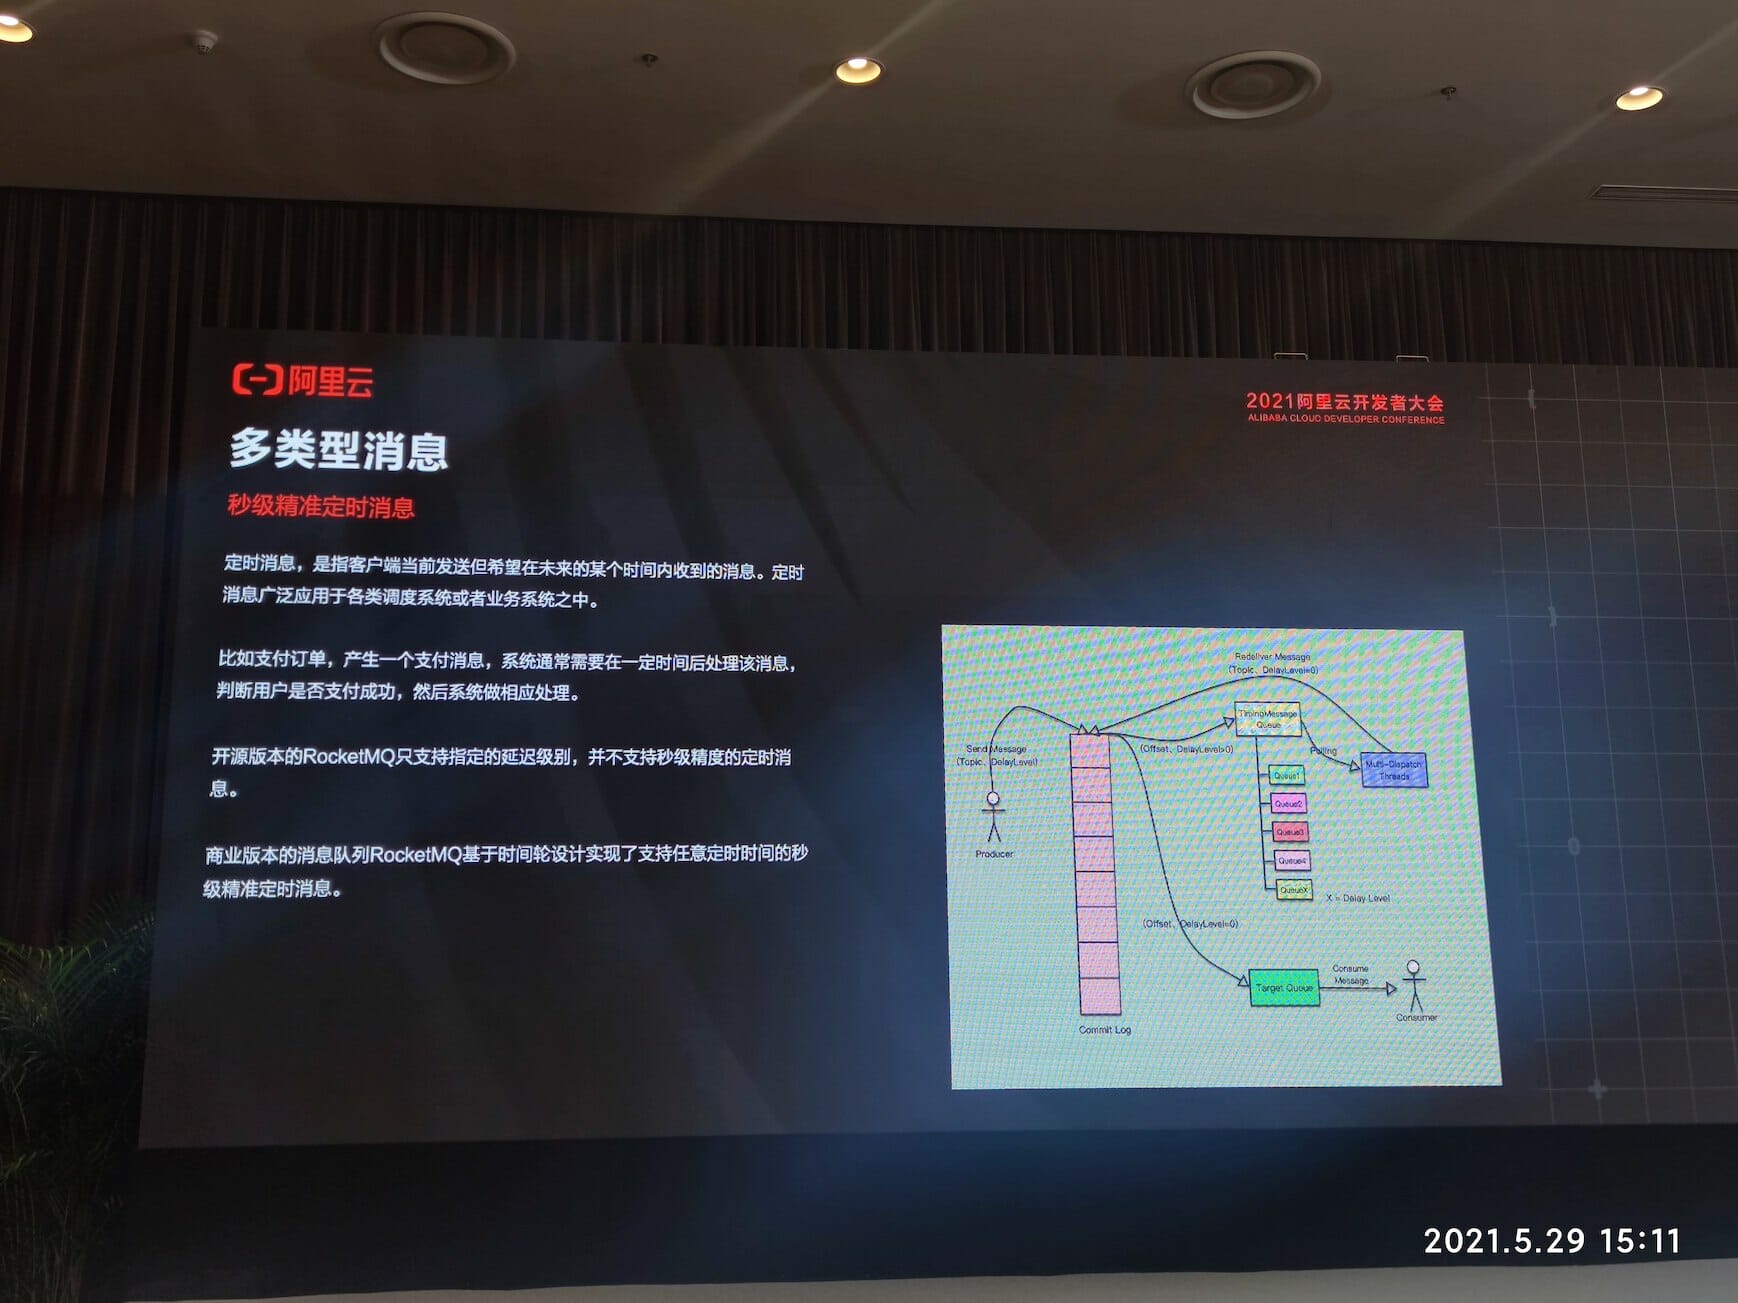 阿里云
2021阿里云开发者大会
ALIBABA CLOUD DEVELOPER CONFERENCE
多类型消息
秒级精准定时消息
定时消息，是指客户端当前发送但希望在未来的某个时间内收到的消息。定时
消息广泛应用于各类调度系统或者业务系统之中。
比如支付订单，产生一个支付消息，系统通常需要在一定时间后处理该消息，
判断用户是否支付成功，然后系统做相应处理。
开源版本的RocketMQ只支持指定的延迟级别，并不支持秒级精度的定时消
息。
商业版本的消息队列RocketMQ基于时间轮设计实现了支持任意定时时间的秒
级精准定时消息。
Redeliver Message
(Topic、DelayLevel=0)
Send Message
(Topic、DelayLevel)
(Offset、DelayLevel>0)
TimingMessage
Queue
Pulling
Multi-Dispatch
Threads
Queue1
Queue2
Queue3
Queue4
QueueX
X = Delay Level
Producer
(Offset、DelayLevel=0)
Target Queue
Consume
Message
Consumer
Commit Log
2021.5.29 15:11